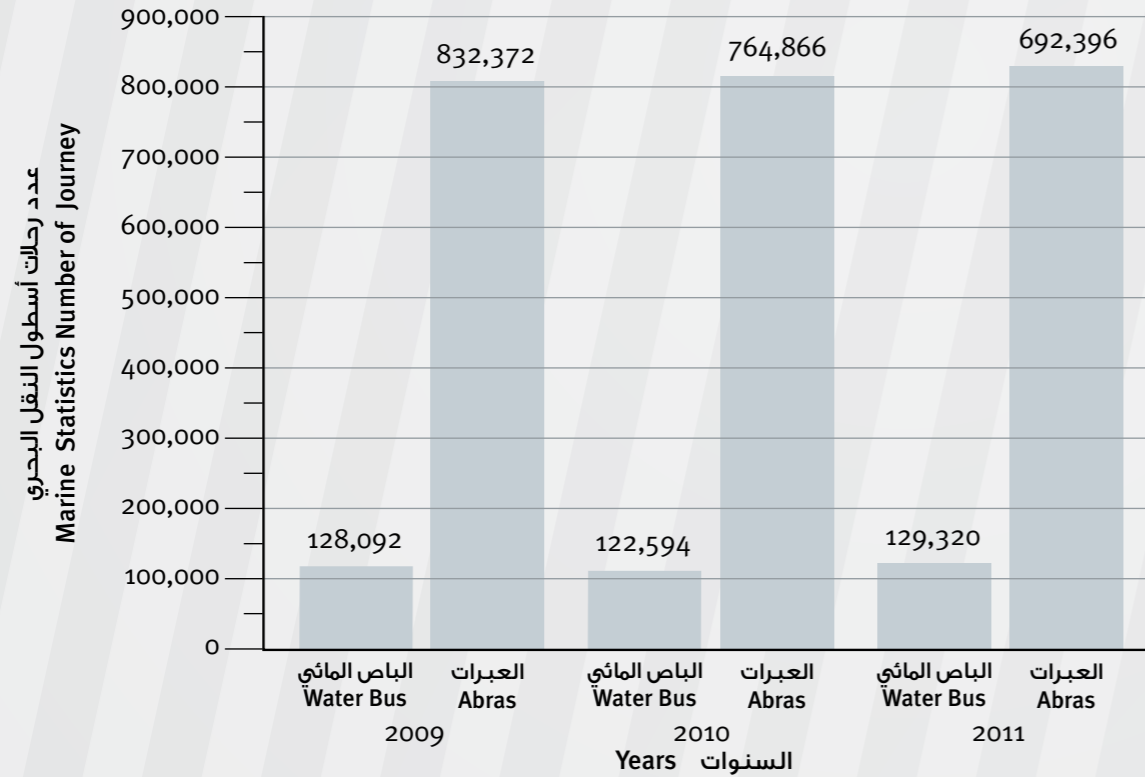 عدد رحلات أسطول النقل البحري
Marine Statistics Number of Journey
900,000
800,000
700,000
600,000
500,000
400,000
300,000
200,000
100,000
0
128,092
832,372
122,594
764,866
129,320
692,396
الباص المائي
Water Bus
العبرات
Abras
2009
الباص المائي
Water Bus
العبرات
Abras
2010
الباص المائي
Water Bus
العبرات
Abras
2011
Years السنوات